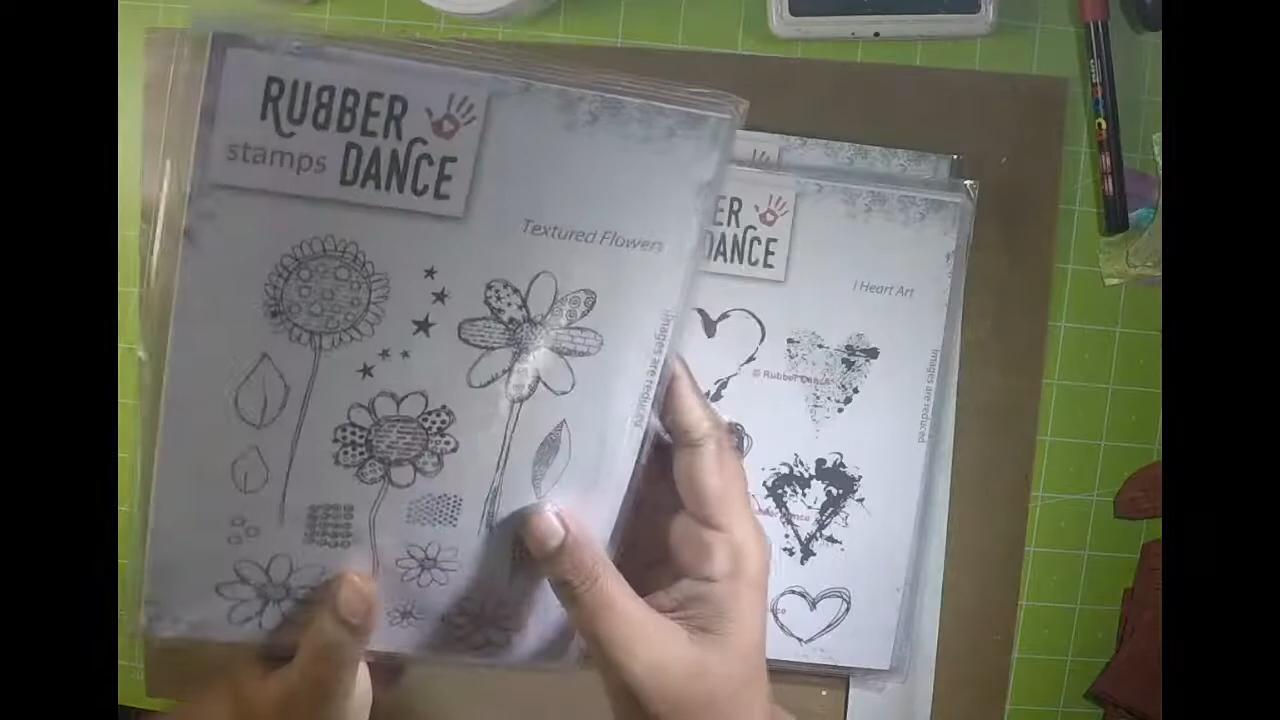 RUBBER
stamps DANCE
Textured Flowers
Images are reduced
ER
DANCE
I Heart Art
© Rubber Dance
Images are reduced